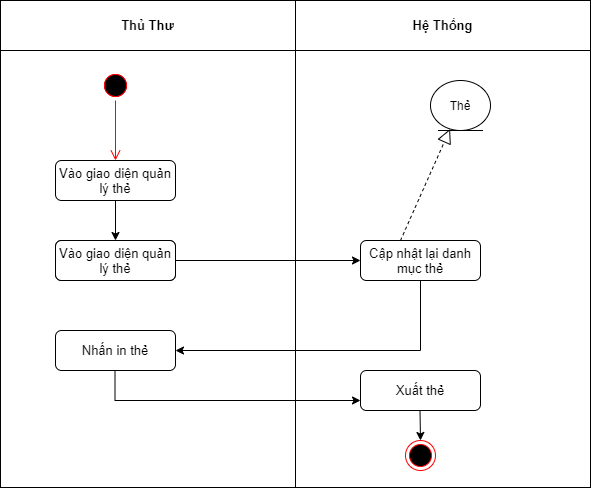 Thủ Thư
Hệ Thống
Thẻ
Vào giao diện quản
lý thẻ
Vào giao diện quản
lý thẻ
Cập nhật lại danh
mục thẻ
Nhấn in thẻ
Xuất thẻ